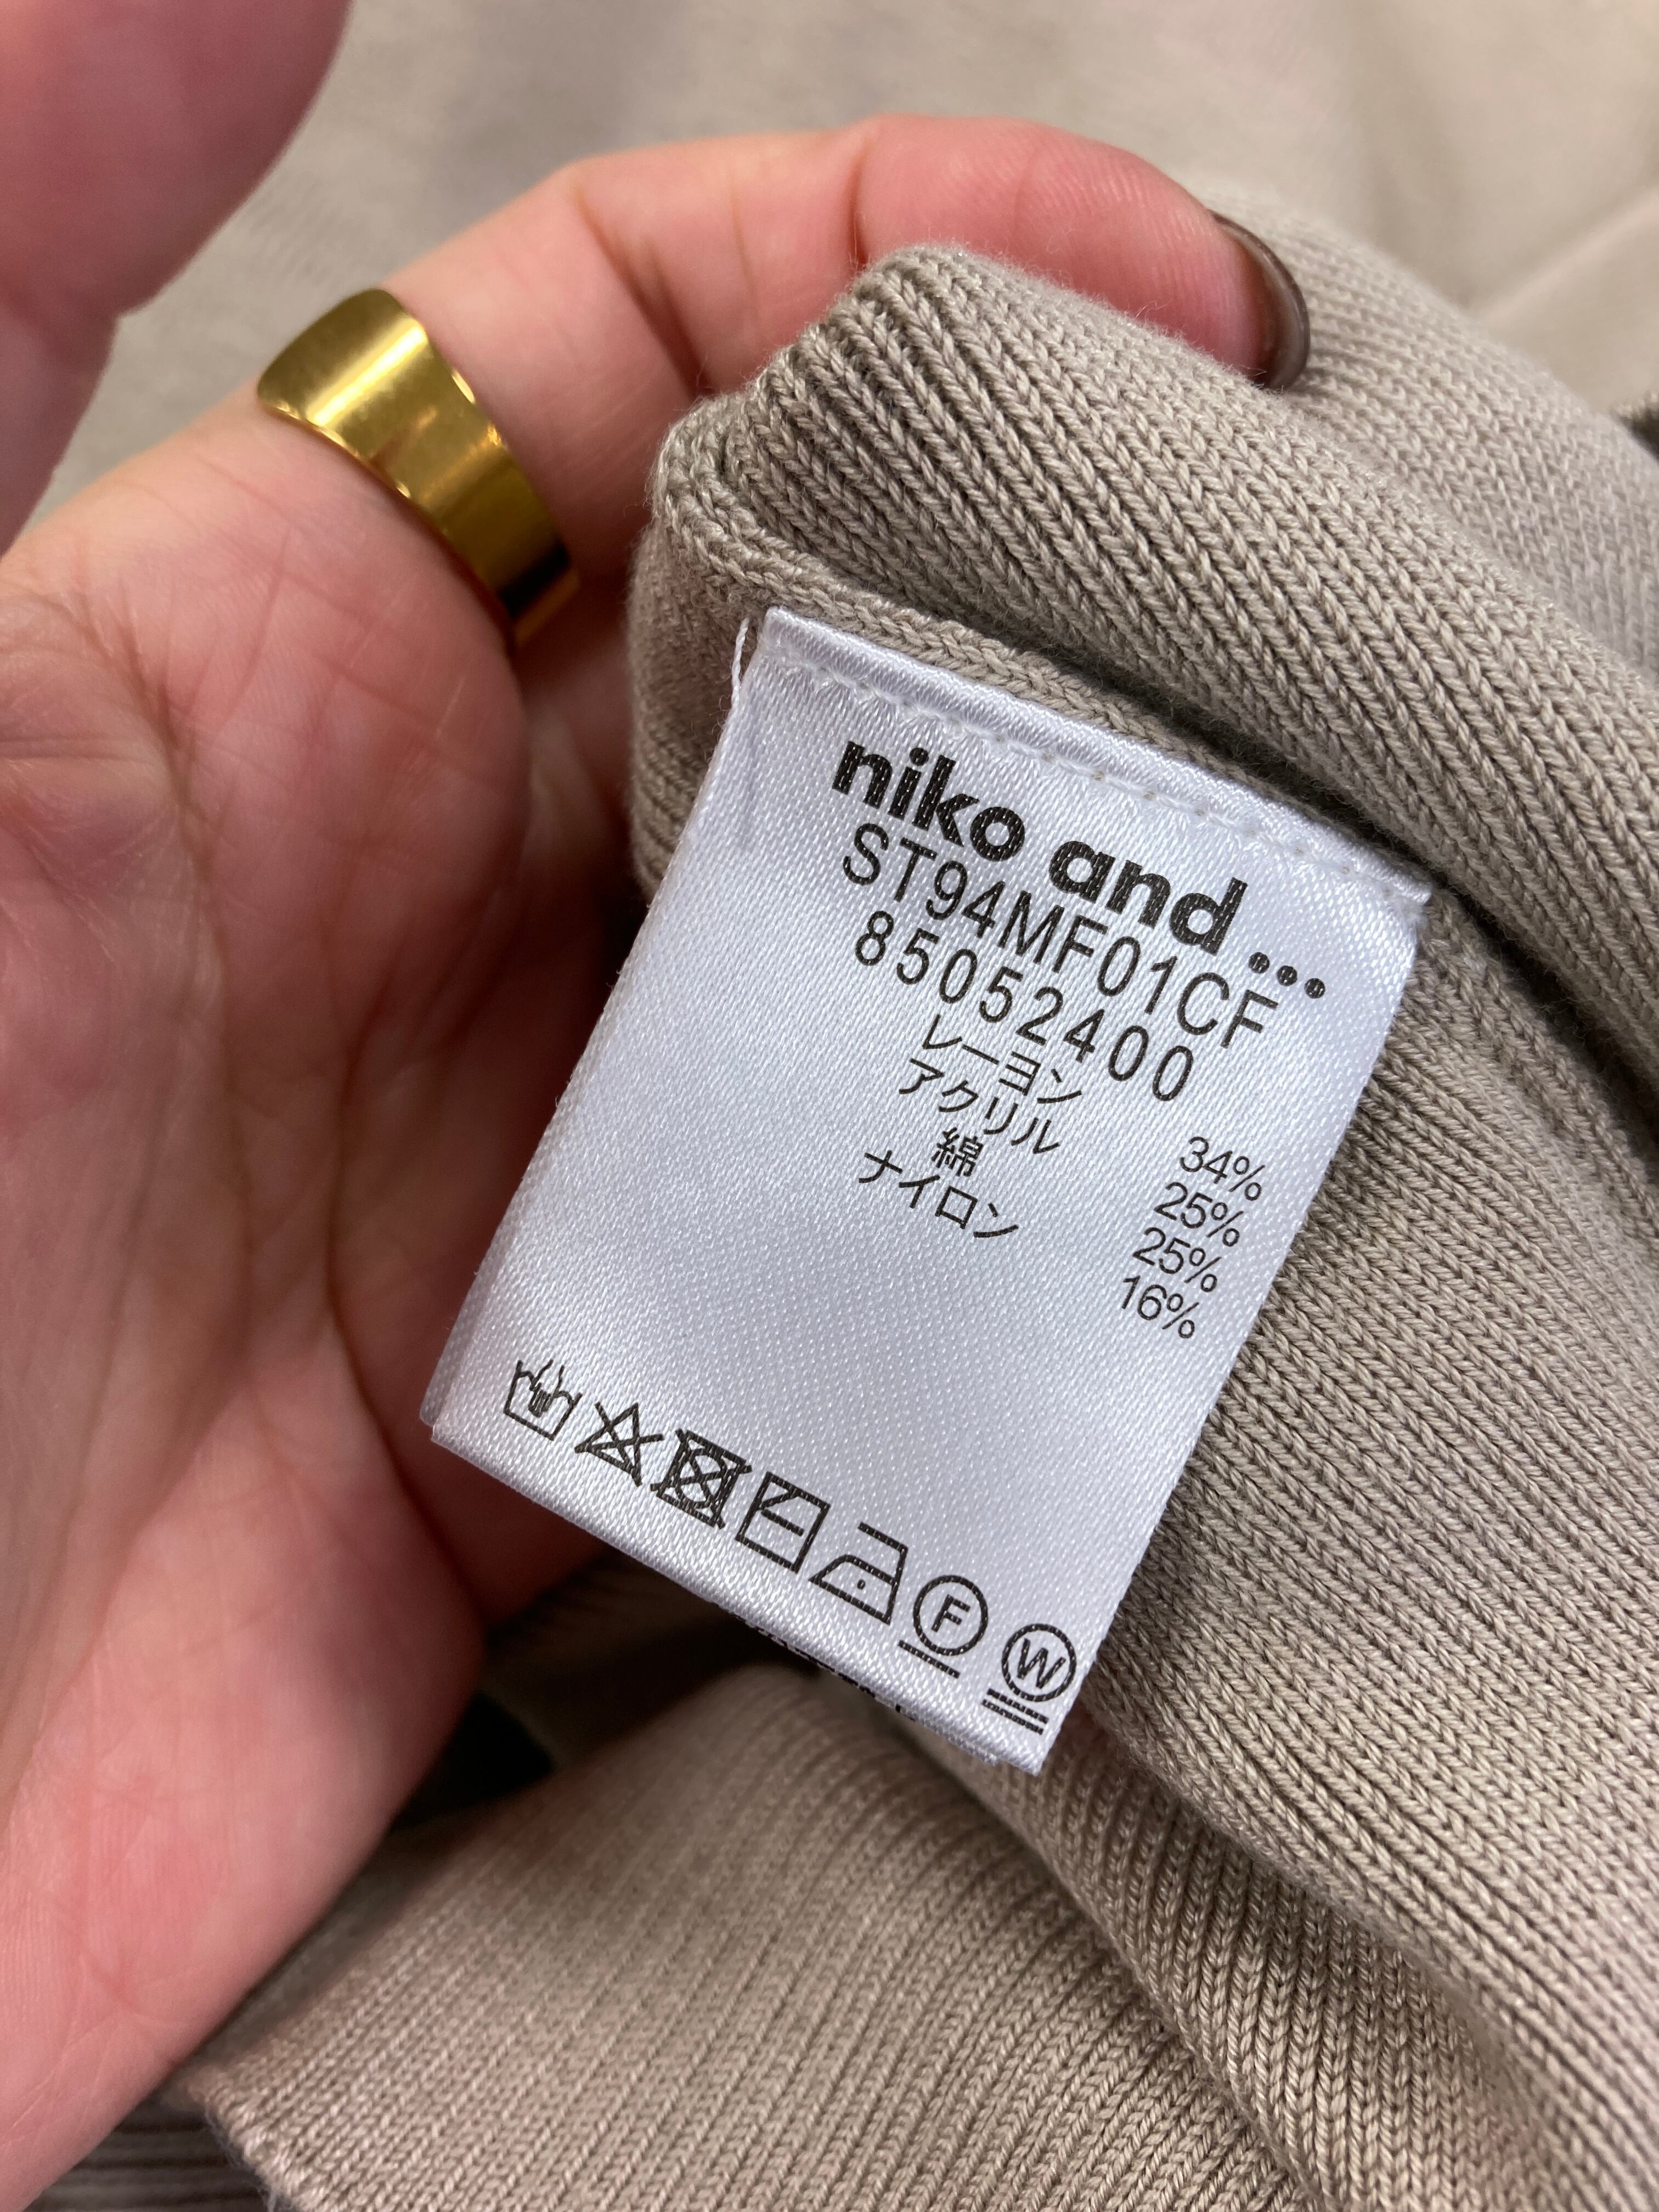 niko and ...
ST94MF01CF
85052400
レーヨン 34%
アクリル 25%
綿 25%
ナイロン 16%
F W